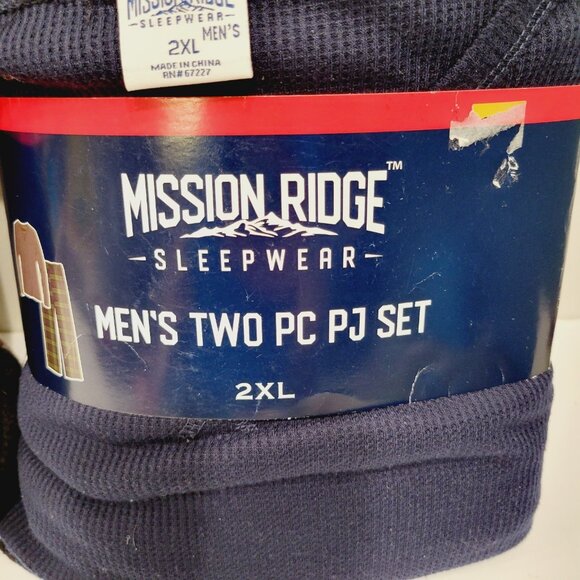 MISSION RIDGE
SLEEPWEAR
MEN'S
2XL
MADE IN CHINA
RN# 67227
MISSION RIDGE™
SLEEPWEAR
MEN'S TWO PC PJ SET
2XL